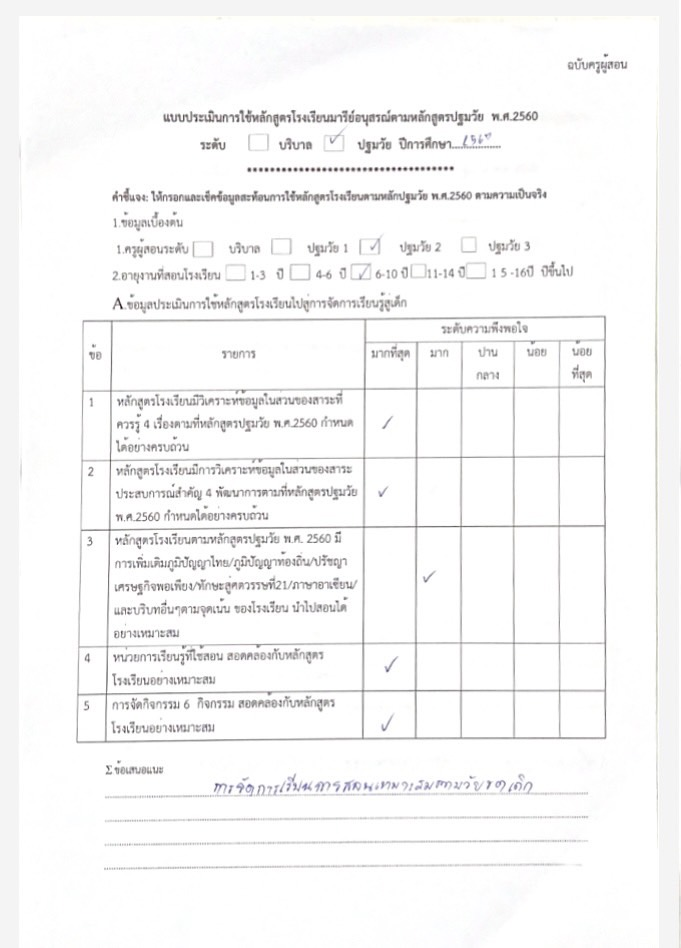 ฉบับครูผู้สอน
แบบประเมินการใช้หลักสูตรโรงเรียนมารีย์อนุสรณ์ตามหลักสูตรปฐมวัย พ.ศ.2560
ระดับ ☐ บริบาล ☑ ปฐมวัย ปีการศึกษา....2565............
************************************
คำชี้แจง: ให้กรอกและเช็คข้อมูลสะท้อนการใช้หลักสูตรโรงเรียนตามหลักปฐมวัย พ.ศ.2560 ตามความเป็นจริง
1.ข้อมูลเบื้องต้น
1.ครูผู้สอนระดับ ☐ บริบาล ☐ ปฐมวัย 1 ☑ ปฐมวัย 2 ☐ ปฐมวัย 3
2.อายุงานที่สอนโรงเรียน ☐ 1-3 ปี ☐ 4-6 ปี ☑ 6-10 ปี ☐ 11-14 ปี ☐ 1 5 -16ปี ปีขึ้นไป
A.ข้อมูลประเมินการใช้หลักสูตรโรงเรียนไปสู่การจัดการเรียนรู้สู่เด็ก
ข้อ รายการ ระดับความพึงพอใจ
มากที่สุด มาก ปานกลาง น้อย น้อยที่สุด
1 หลักสูตรโรงเรียนมีวิเคราะห์ข้อมูลในส่วนของสาระที่
ควรรู้ 4 เรื่องตามที่หลักสูตรปฐมวัย พ.ศ.2560 กำหนด ✓
ได้อย่างครบถ้วน
2 หลักสูตรโรงเรียนมีการวิเคราะห์ข้อมูลในส่วนของสาระ
ประสบการณ์สำคัญ 4 พัฒนาการตามที่หลักสูตรปฐมวัย ✓
พ.ศ.2560 กำหนดได้อย่างครบถ้วน
3 หลักสูตรโรงเรียนตามหลักสูตรปฐมวัย พ.ศ. 2560 มี
การเพิ่มเติมภูมิปัญญาไทย/ภูมิปัญญาท้องถิ่น/ปรัชญา
เศรษฐกิจพอเพียง/ทักษะสู่ศตวรรษที่21/ภาษาอาเซียน/ ✓
และบริบทอื่นๆตามจุดเน้น ของโรงเรียน นำไปสอนได้
อย่างเหมาะสม
4 หน่วยการเรียนรู้ที่ใช้สอน สอดคล้องกับหลักสูตร ✓
โรงเรียนอย่างเหมาะสม
5 การจัดกิจกรรม 6 กิจกรรม สอดคล้องกับหลักสูตร
โรงเรียนอย่างเหมาะสม ✓
Σ ข้อเสนอแนะ
การจัดการเรียนการสอนเหมาะสมตามวัยของเด็ก